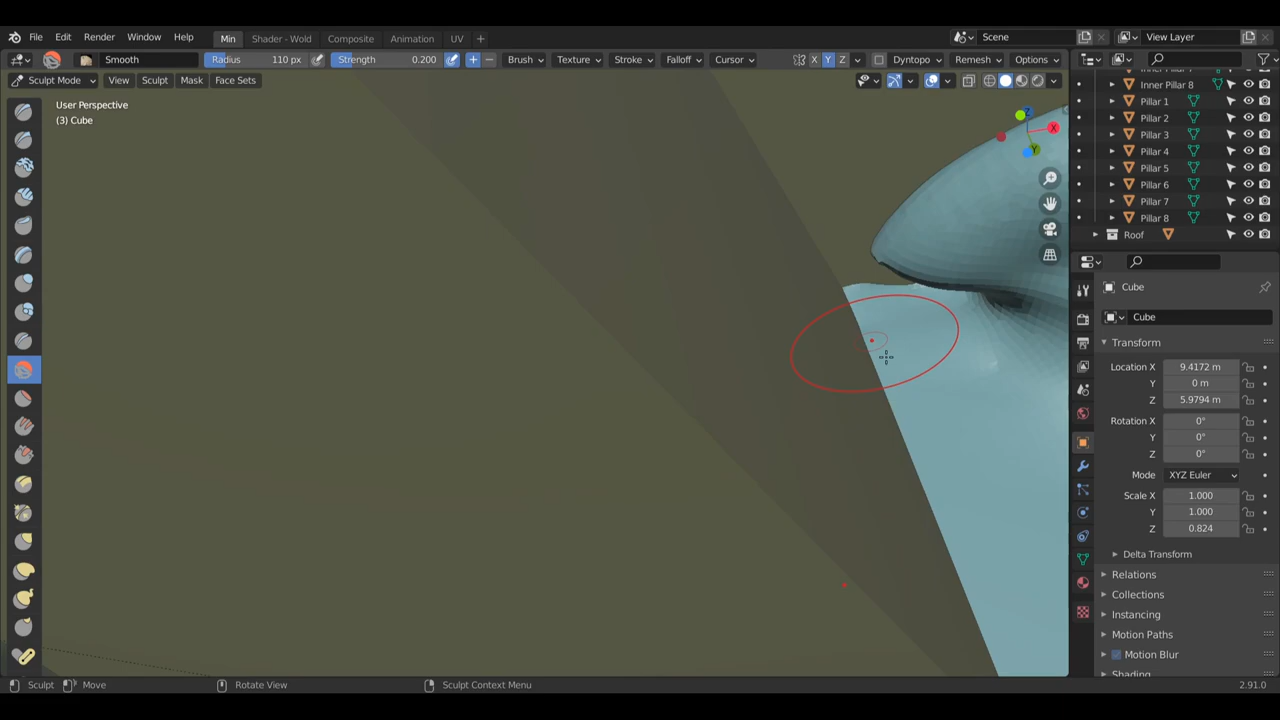 File Edit Render Window Help Min Shader - Wold Composite Animation UV Scene View Layer
Smooth Radius 110 px Strength 0.200 Brush Texture Stroke Falloff Cursor X Y Z Dyntopo Remesh Options
Sculpt Mode View Sculpt Mask Face Sets
User Perspective
(3) Cube
Z
X
Y
Inner Pillar 8
Pillar 1
Pillar 2
Pillar 3
Pillar 4
Pillar 5
Pillar 6
Pillar 7
Pillar 8
Roof
Cube
Cube
Transform
Location X 9.4172 m
Y 0 m
Z 5.9794 m
Rotation X 0°
Y 0°
Z 0°
Mode XYZ Euler
Scale X 1.000
Y 1.000
Z 0.824
Delta Transform
Relations
Collections
Instancing
Motion Paths
Motion Blur
Shading
Sculpt Move Rotate View Sculpt Context Menu 2.91.0